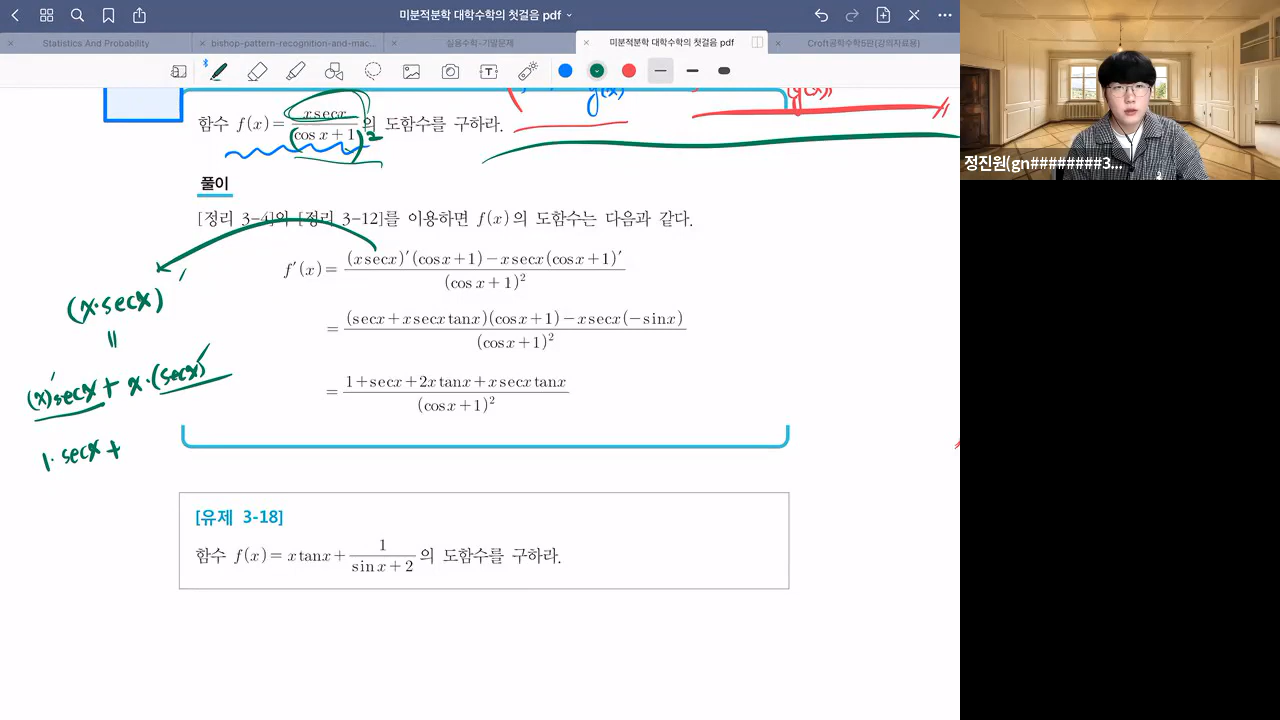 미분적분학 대학수학의 첫걸음 pdf
Statistics And Probability
bishop-pattern-recognition-and-mac...
실용수학-기말문제
미분적분학 대학수학의 첫걸음 pdf
Croft공학수학5판(강의자료용)
g(x)
(g(x))
함수 f(x) = \frac{x sec x}{cos x + 1} 의 도함수를 구하라.
( )²
풀이
[정리 3-4]와 [정리 3-12]를 이용하면 f(x)의 도함수는 다음과 같다.
f′(x) = \frac{(x sec x)′(cos x + 1) − x sec x(cos x + 1)′}{(cos x + 1)²}
(x·secx)′
= \frac{(sec x + x sec x tan x)(cos x + 1) − x sec x(−sin x)}{(cos x + 1)²}
=
(x)′secx + x·(secx)′
= \frac{1 + sec x + 2x tan x + x sec x tan x}{(cos x + 1)²}
1·secx +
[유제 3-18]
함수 f(x) = x tan x + \frac{1}{sin x + 2} 의 도함수를 구하라.
정진원(gn########3...